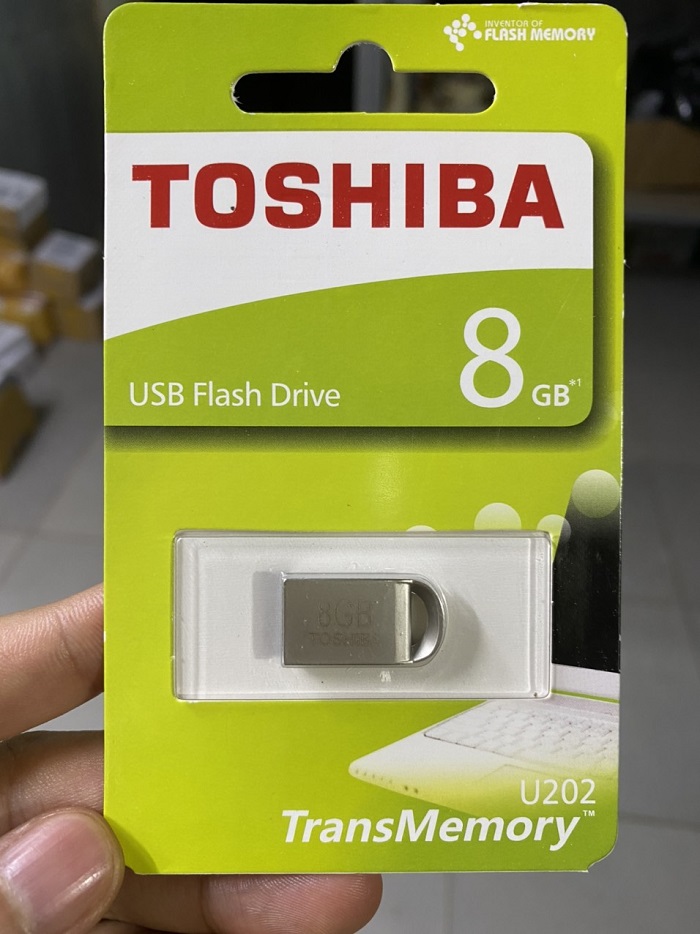 INVENTOR OF
FLASH MEMORY
TOSHIBA
USB Flash Drive
8 GB*1
8GB
TOSHIBA
U202
TransMemory™